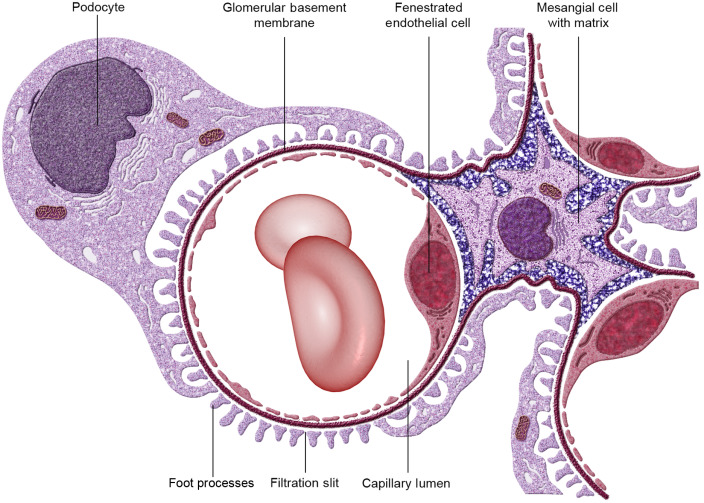 Podocyte
Glomerular basement
membrane
Fenestrated
endothelial cell
Mesangial cell
with matrix
Foot processes
Filtration slit
Capillary lumen